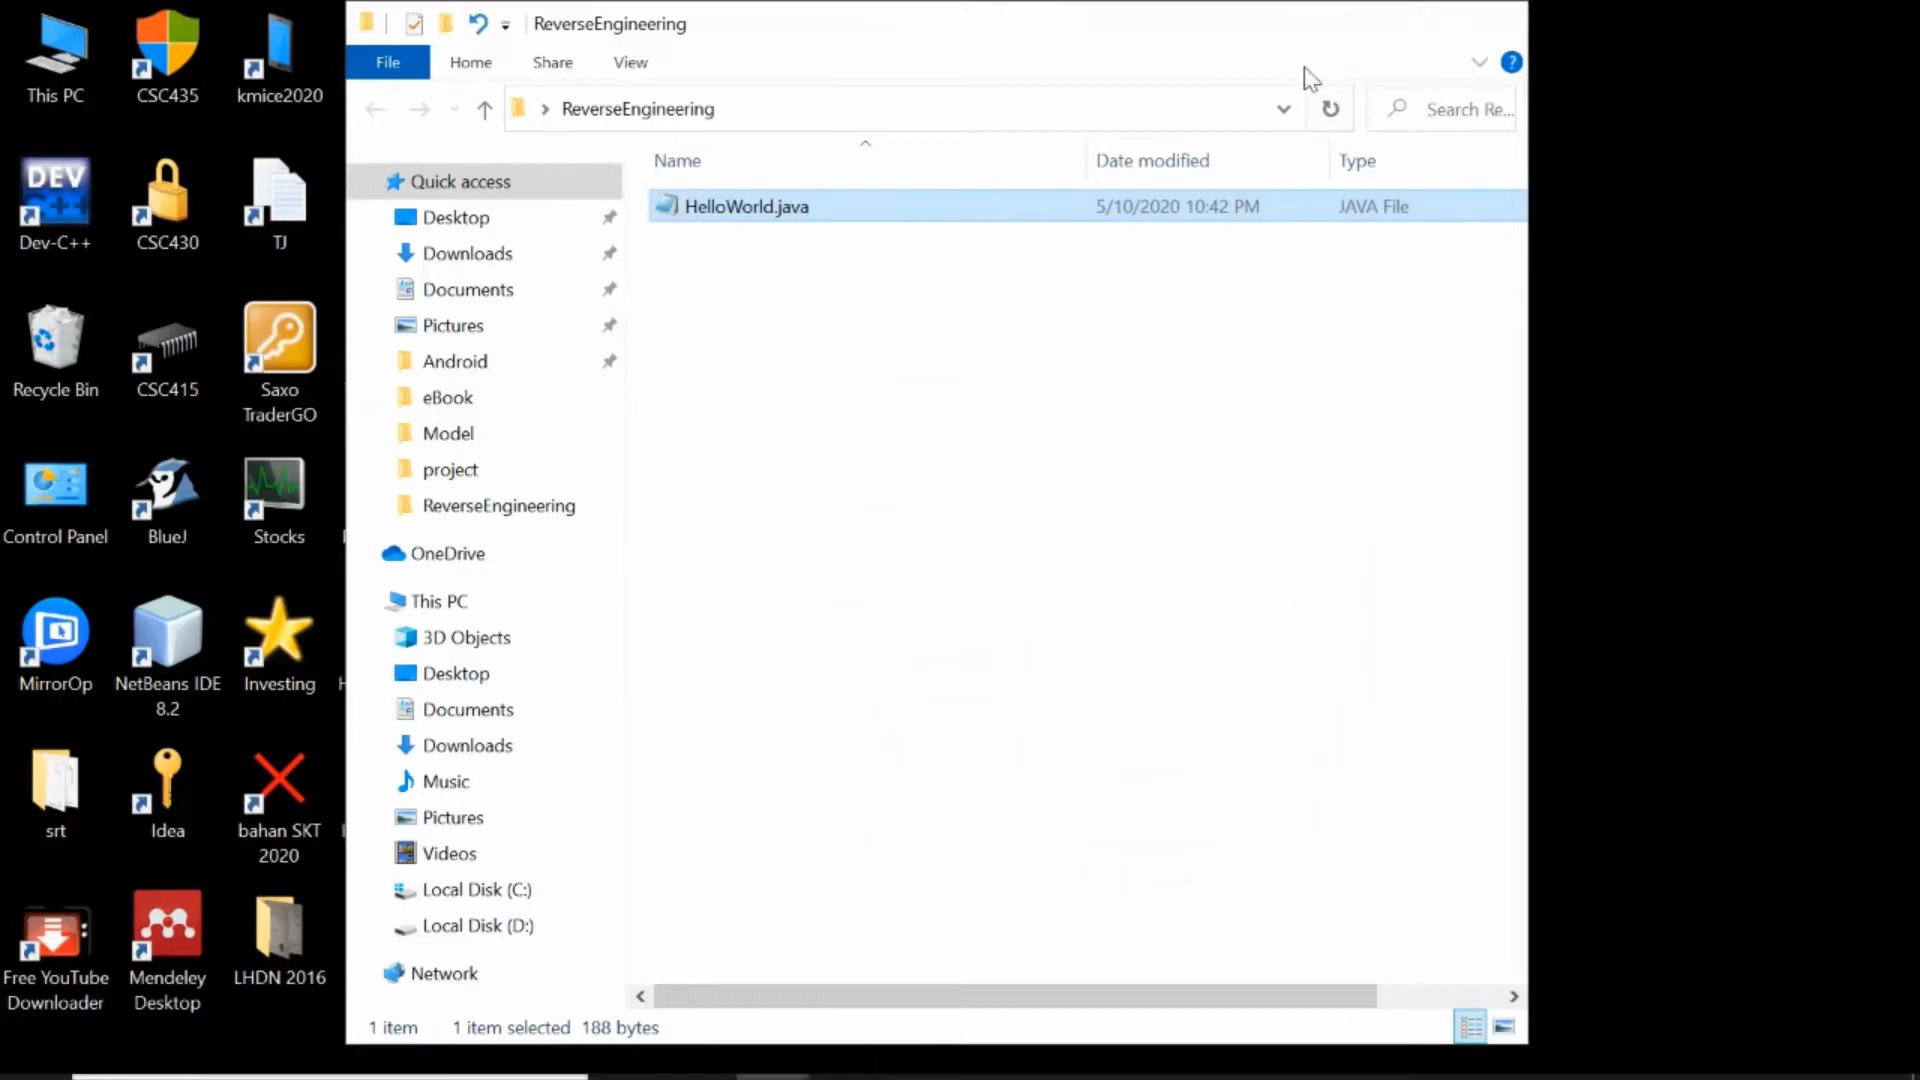 This PC
CSC435
kmice2020
Dev-C++
CSC430
TJ
Recycle Bin
CSC415
Saxo
TraderGO
Control Panel
BlueJ
Stocks
MirrorOp
NetBeans IDE
8.2
Investing
srt
Idea
bahan SKT
2020
Free YouTube
Downloader
Mendeley
Desktop
LHDN 2016
DEV
C++
ReverseEngineering
File
Home
Share
View
?
ReverseEngineering
Search Re...
Name
Date modified
Type
HelloWorld.java
5/10/2020 10:42 PM
JAVA File
Quick access
Desktop
Downloads
Documents
Pictures
Android
eBook
Model
project
ReverseEngineering
OneDrive
This PC
3D Objects
Desktop
Documents
Downloads
Music
Pictures
Videos
Local Disk (C:)
Local Disk (D:)
Network
1 item
1 item selected 188 bytes